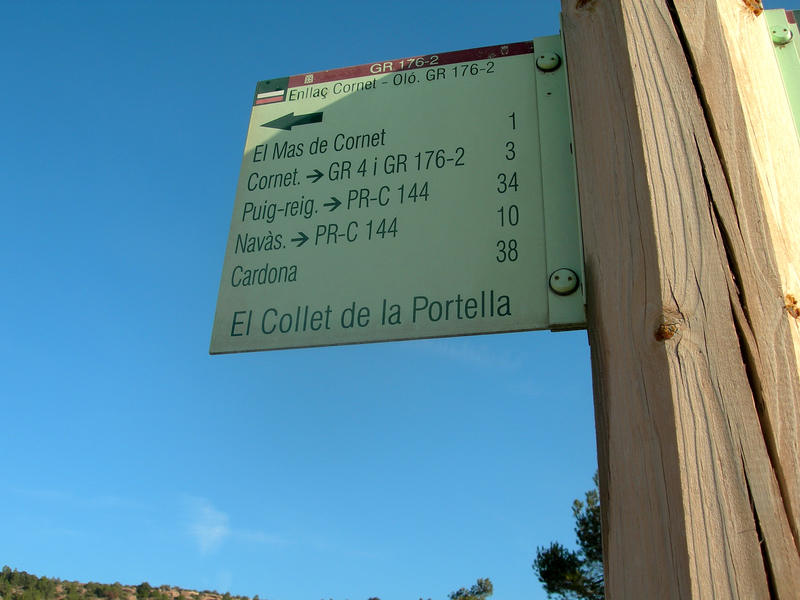 GR 176-2
Enllaç Cornet - Oló. GR 176-2
El Mas de Cornet 1
Cornet. → GR 4 i GR 176-2 3
Puig-reig. → PR-C 144 34
Navàs. → PR-C 144 10
Cardona 38
El Collet de la Portella